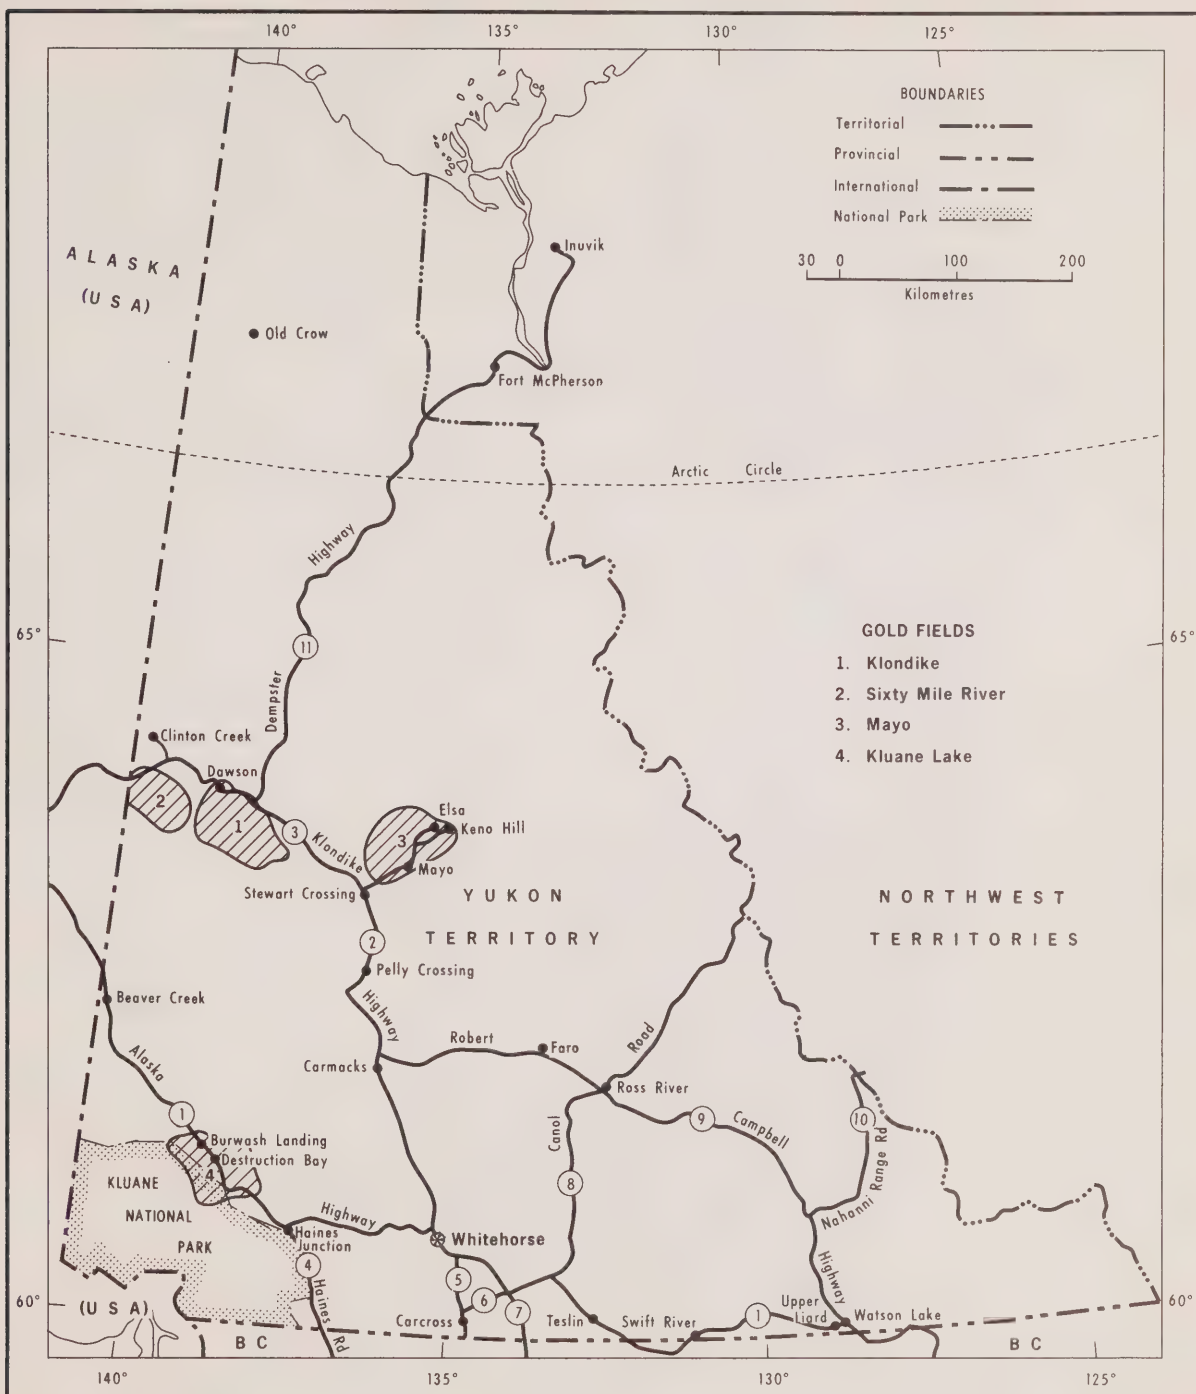 140°
135°
130°
125°
BOUNDARIES
Territorial
Provincial
International
National Park
30 0 100 200
Kilometres
ALASKA
(USA)
Inuvik
Old Crow
Fort McPherson
Arctic Circle
Highway
65°
65°
11
Dempster
GOLD FIELDS
1. Klondike
2. Sixty Mile River
3. Mayo
4. Kluane Lake
Clinton Creek
Dawson
2
1
3
Klondike
Elsa
3
Keno Hill
Mayo
Stewart Crossing
YUKON
TERRITORY
NORTHWEST
TERRITORIES
2
Pelly Crossing
Beaver Creek
Highway
Robert
Faro
Road
Alaska
Carmacks
Ross River
1
Canol
9
Campbell
10
Burwash Landing
Destruction Bay
4
KLUANE
NATIONAL
PARK
8
Nahanni Range Rd
Highway
Haines
Junction
Whitehorse
4
Haines Rd
5
6
7
Highway
60°
60°
(USA)
Carcross
Teslin
Swift River
1
Upper
Liard
Watson Lake
BC
BC
140°
135°
130°
125°